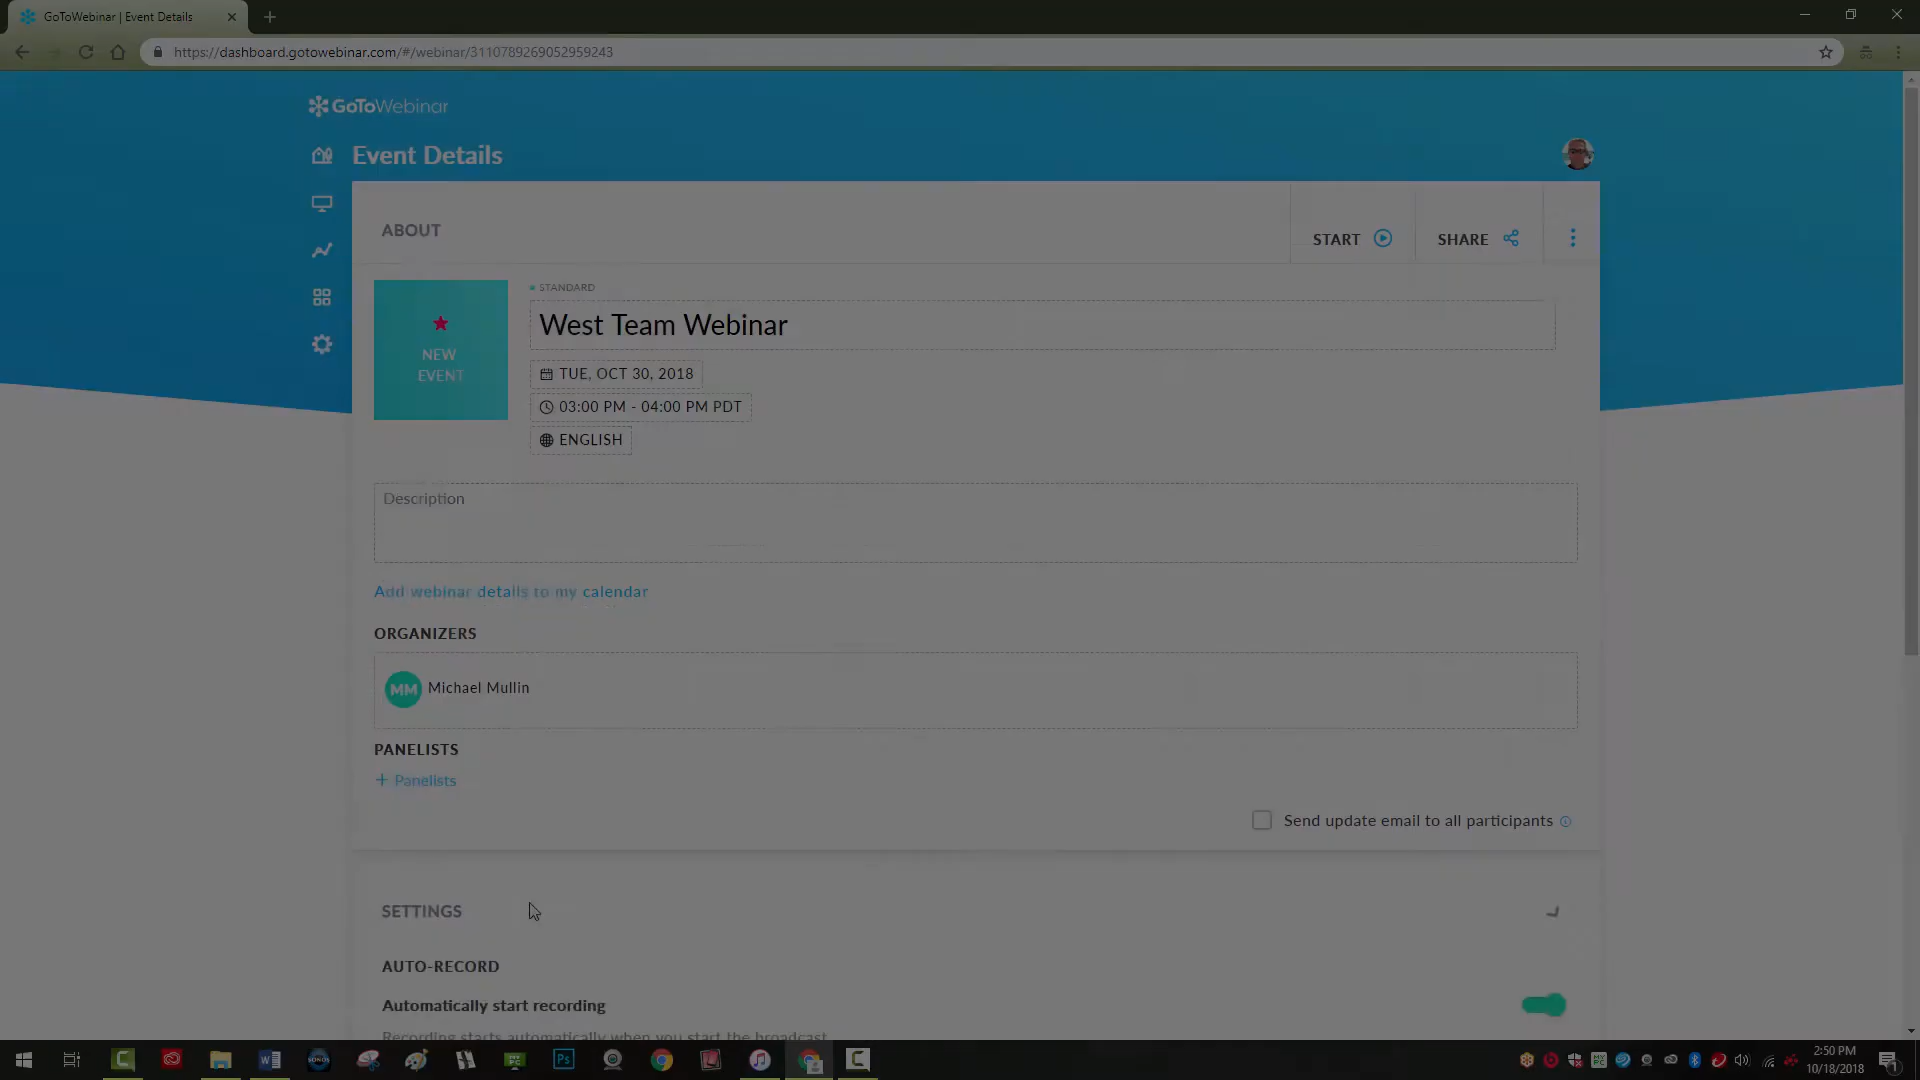 GoToWebinar | Event Details
https://dashboard.gotowebinar.com/#/webinar/3110789269052959243
GoToWebinar
Event Details
ABOUT
START
SHARE
NEW
EVENT
STANDARD
West Team Webinar
TUE, OCT 30, 2018
03:00 PM - 04:00 PM PDT
ENGLISH
Description
Add webinar details to my calendar
ORGANIZERS
MM Michael Mullin
PANELISTS
+ Panelists
Send update email to all participants
SETTINGS
AUTO-RECORD
Automatically start recording
Recording starts automatically when you start the broadcast
SONOS
Ps
2:50 PM
10/18/2018